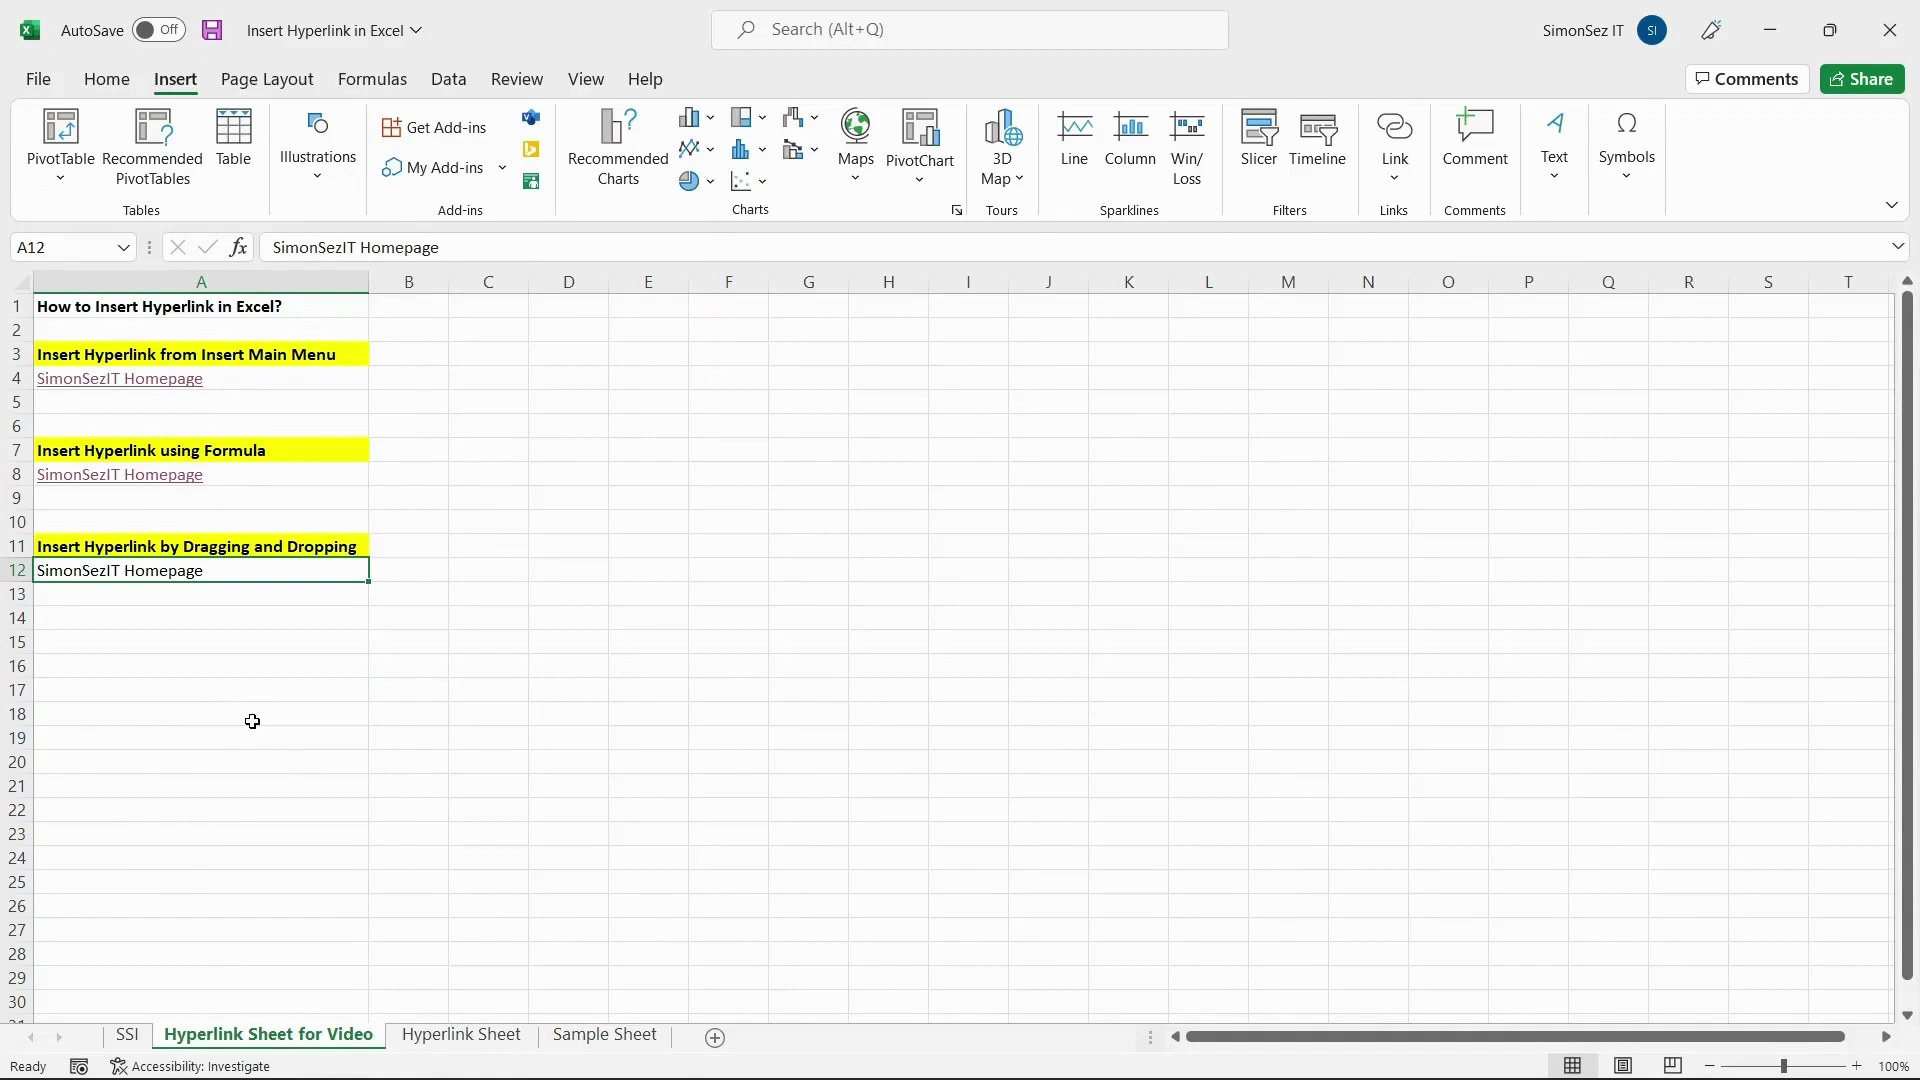 AutoSave Off Insert Hyperlink in Excel Search (Alt+Q) SimonSez IT SI
File Home Insert Page Layout Formulas Data Review View Help Comments Share
PivotTable Recommended PivotTables Table Illustrations Get Add-ins My Add-ins Recommended Charts Maps PivotChart 3D Map Line Column Win/Loss Slicer Timeline Link Comment Text Symbols
Tables Add-ins Charts Tours Sparklines Filters Links Comments
A12 fx SimonSezIT Homepage
A B C D E F G H I J K L M N O P Q R S T
1 How to Insert Hyperlink in Excel?
2
3 Insert Hyperlink from Insert Main Menu
4 SimonSezIT Homepage
5
6
7 Insert Hyperlink using Formula
8 SimonSezIT Homepage
9
10
11 Insert Hyperlink by Dragging and Dropping
12 SimonSezIT Homepage
13
14
15
16
17
18
19
20
21
22
23
24
25
26
27
28
29
30
SSI Hyperlink Sheet for Video Hyperlink Sheet Sample Sheet
Ready Accessibility: Investigate 100%